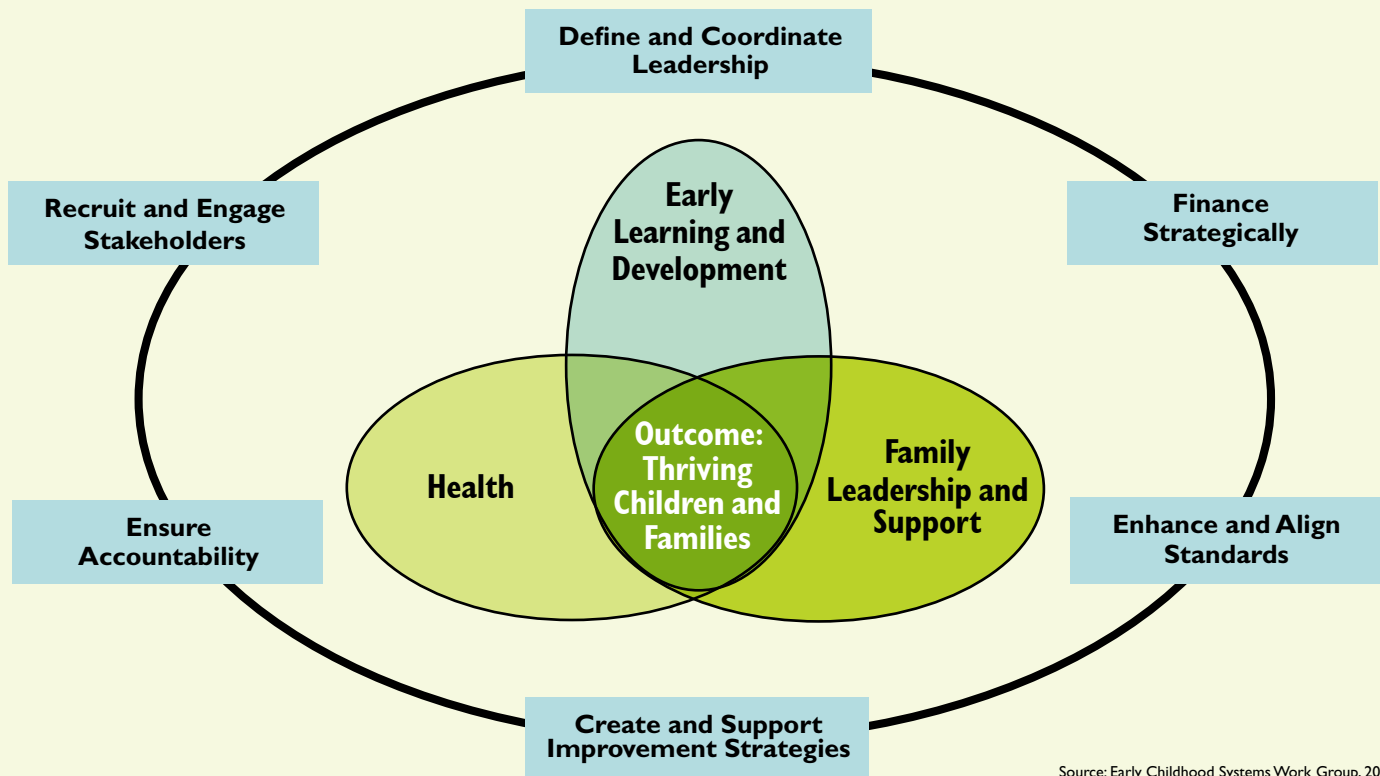 Define and Coordinate
Leadership
Recruit and Engage
Stakeholders
Finance
Strategically
Early
Learning and
Development
Health
Outcome:
Thriving
Children and
Families
Family
Leadership and
Support
Ensure
Accountability
Enhance and Align
Standards
Create and Support
Improvement Strategies
Source: Early Childhood Systems Work Group, 20